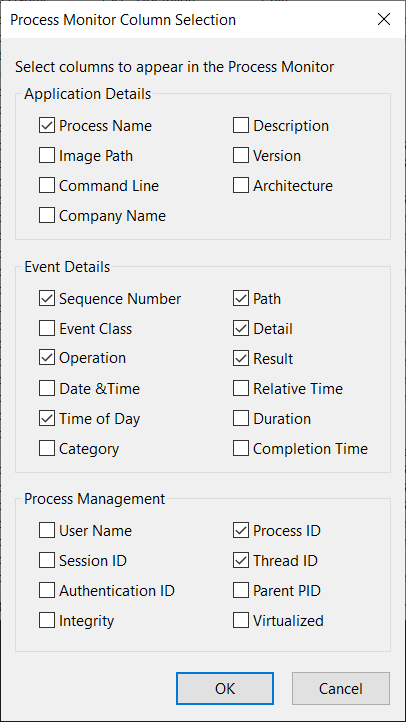 Process Monitor Column Selection
Select columns to appear in the Process Monitor
Application Details
Process Name
Description
Image Path
Version
Command Line
Architecture
Company Name
Event Details
Sequence Number
Path
Event Class
Detail
Operation
Result
Date &Time
Relative Time
Time of Day
Duration
Category
Completion Time
Process Management
User Name
Process ID
Session ID
Thread ID
Authentication ID
Parent PID
Integrity
Virtualized
OK
Cancel